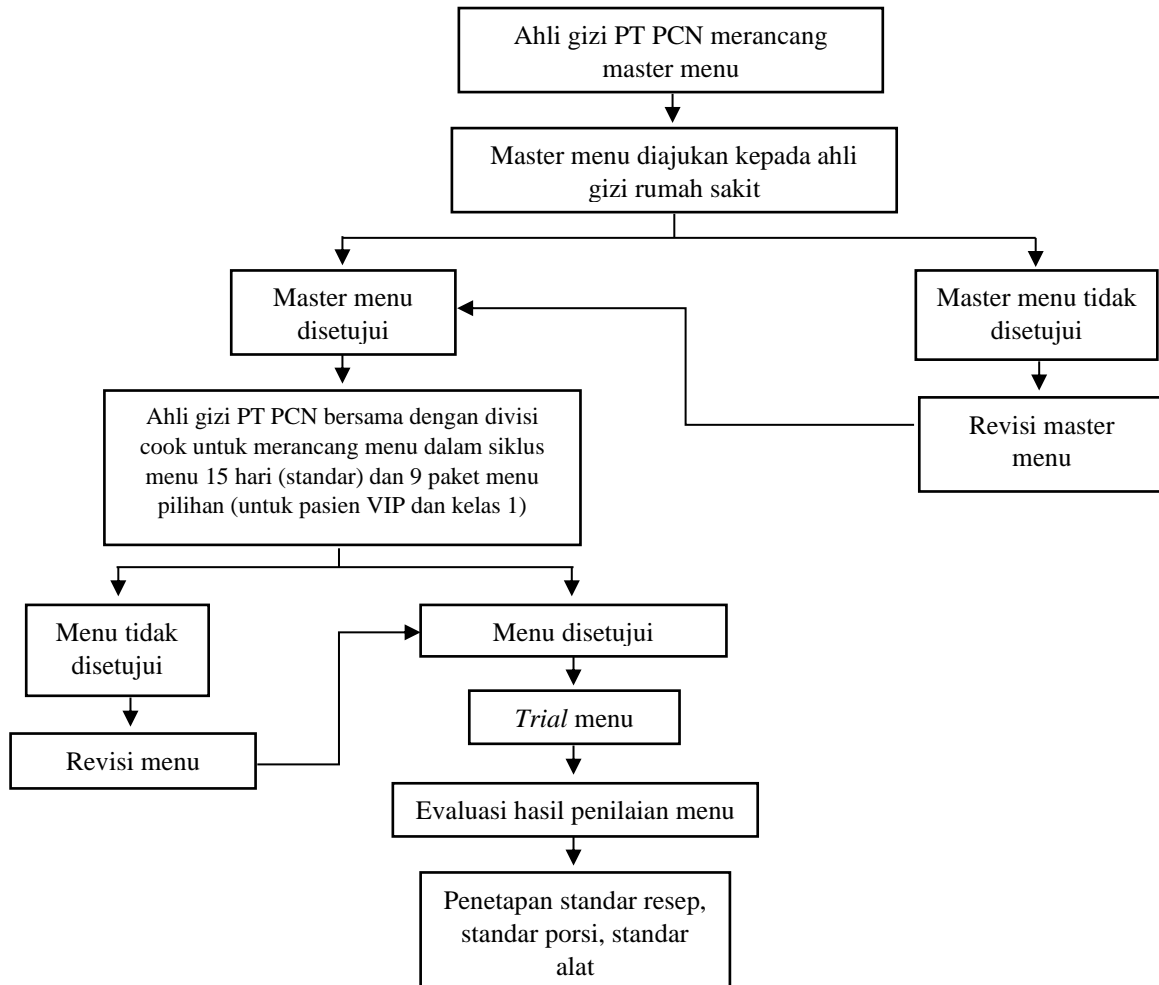 Ahli gizi PT PCN merancang
master menu
Master menu diajukan kepada ahli
gizi rumah sakit
Master menu
disetujui
Master menu tidak
disetujui
Ahli gizi PT PCN bersama dengan divisi
cook untuk merancang menu dalam siklus
menu 15 hari (standar) dan 9 paket menu
pilihan (untuk pasien VIP dan kelas 1)
Revisi master
menu
Menu tidak
disetujui
Menu disetujui
Trial menu
Revisi menu
Evaluasi hasil penilaian menu
Penetapan standar resep,
standar porsi, standar
alat